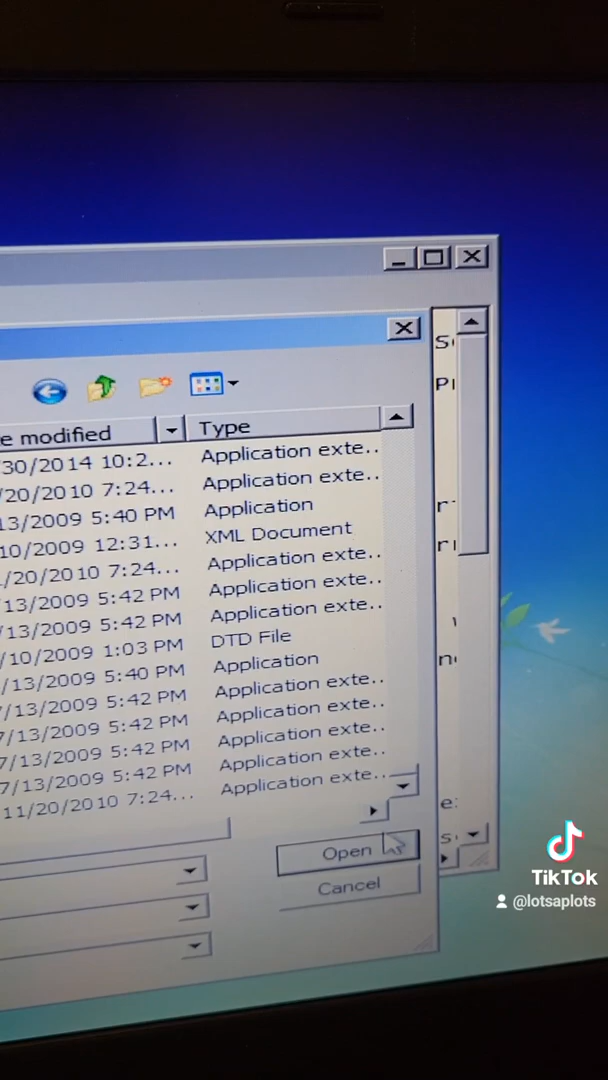 S
Pl
e modified Type
/30/2014 10:2... Application exte..
/20/2010 7:24... Application exte..
13/2009 5:40 PM Application
10/2009 12:31... XML Document
/20/2010 7:24... Application exte..
/13/2009 5:42 PM Application exte..
/13/2009 5:42 PM Application exte..
/10/2009 1:03 PM DTD File
/13/2009 5:40 PM Application
7/13/2009 5:42 PM Application exte..
7/13/2009 5:42 PM Application exte..
7/13/2009 5:42 PM Application exte..
7/13/2009 5:42 PM Application exte..
11/20/2010 7:24... Application exte..
Open
Cancel
TikTok
@lotsaplots